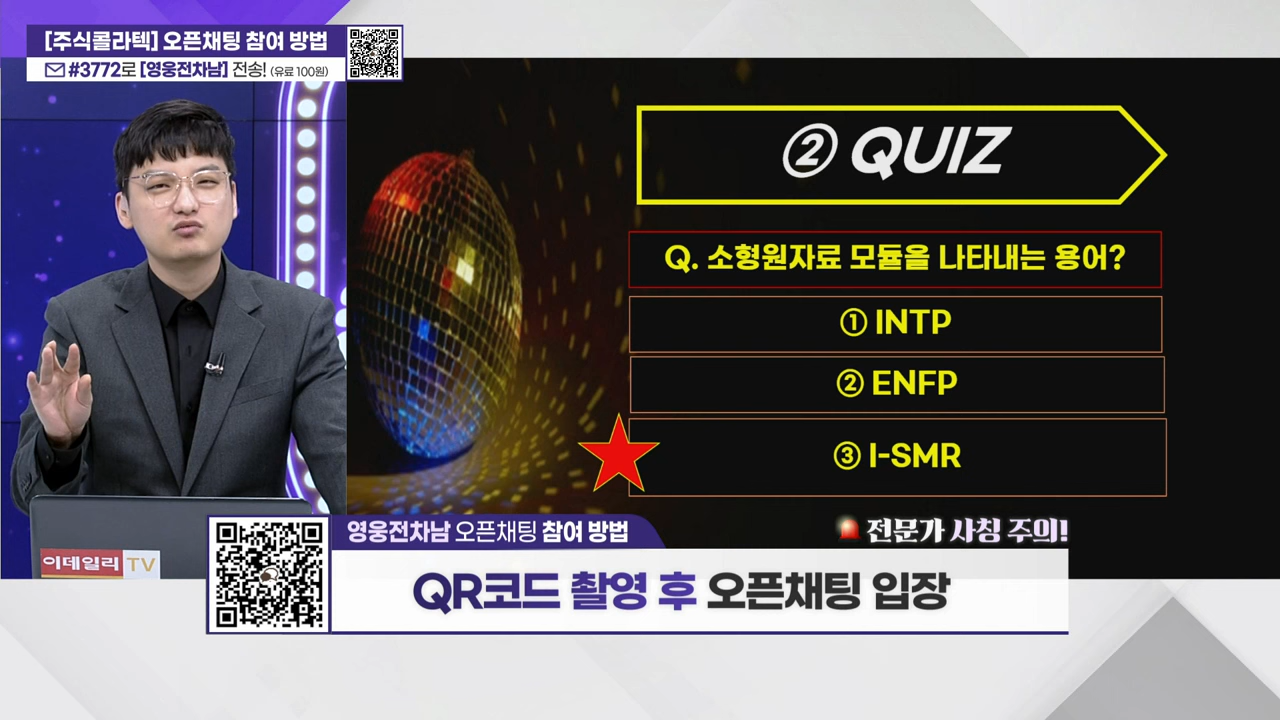 [주식콜라텍] 오픈채팅 참여 방법
#3772로 [영웅전차남] 전송! (유료 100원)
② QUIZ
Q. 소형원자료 모듈을 나타내는 용어?
① INTP
② ENFP
③ I-SMR
이데일리 TV
영웅전차남 오픈채팅 참여 방법
전문가 사칭 주의!
QR코드 촬영 후 오픈채팅 입장